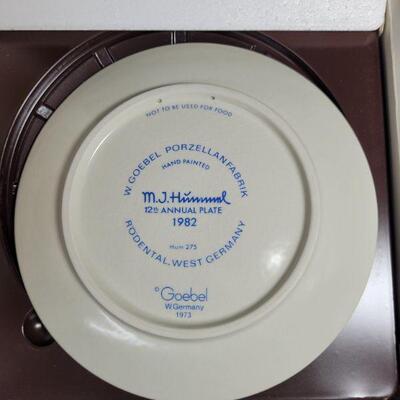 NOT TO BE USED FOR FOOD
W. GOEBEL PORZELLANFABRIK
HAND PAINTED
M.J. Hummel
12th ANNUAL PLATE
1982
Hum 275
RODENTAL, WEST GERMANY
© Goebel
W. Germany
1973